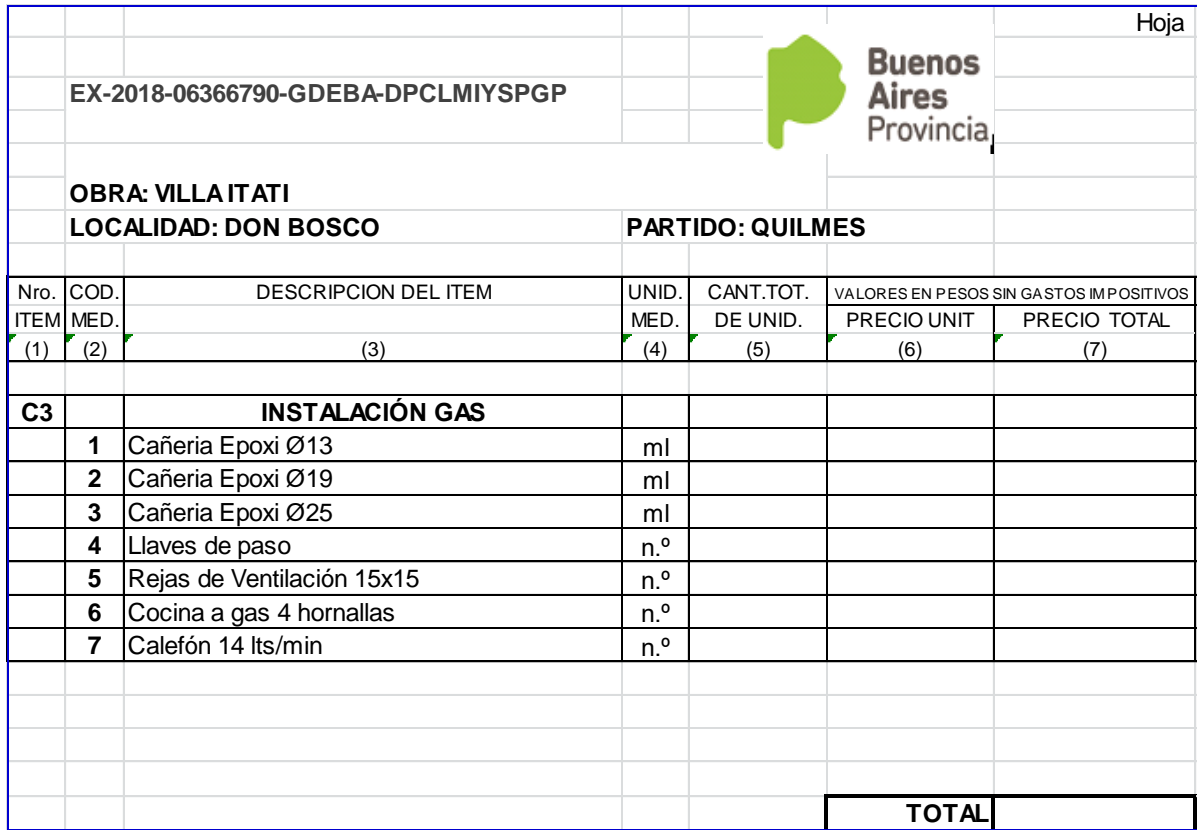 Hoja
Buenos
Aires
Provincia
EX-2018-06366790-GDEBA-DPCLMIYSPGP
OBRA: VILLA ITATI
LOCALIDAD: DON BOSCO PARTIDO: QUILMES
Nro. COD. DESCRIPCION DEL ITEM UNID. CANT.TOT. VALORES EN PESOS SIN GASTOS IMPOSITIVOS
ITEM MED. MED. DE UNID. PRECIO UNIT PRECIO TOTAL
(1) (2) (3) (4) (5) (6) (7)
C3 INSTALACIÓN GAS
1 Cañeria Epoxi Ø13 ml
2 Cañeria Epoxi Ø19 ml
3 Cañeria Epoxi Ø25 ml
4 Llaves de paso n.º
5 Rejas de Ventilación 15x15 n.º
6 Cocina a gas 4 hornallas n.º
7 Calefón 14 lts/min n.º
TOTAL